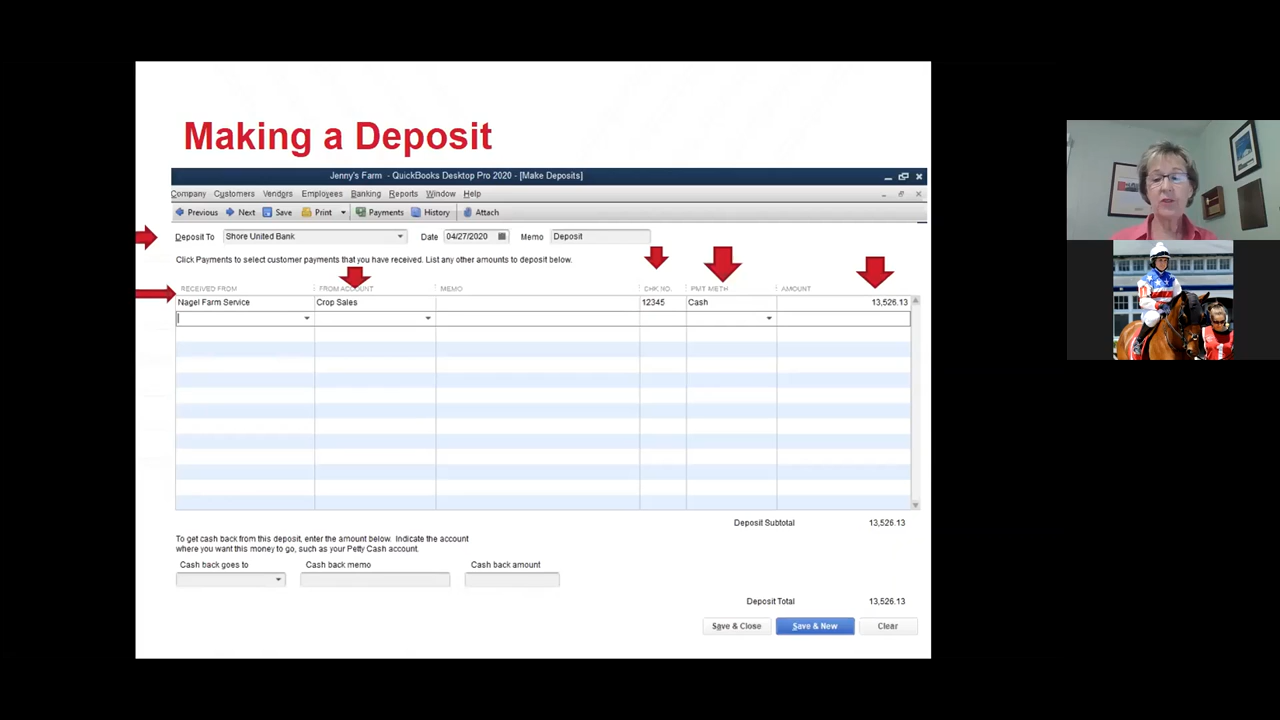 Making a Deposit
Jenny's Farm - QuickBooks Desktop Pro 2020 - [Make Deposits]
Company Customers Vendors Employees Banking Reports Window Help
Previous Next Save Print Payments History Attach
Deposit To Shore United Bank Date 04/27/2020 Memo Deposit
Click Payments to select customer payments that you have received. List any other amounts to deposit below.
RECEIVED FROM FROM ACCOUNT MEMO CHK NO. PMT METH AMOUNT
Nagel Farm Service Crop Sales 12345 Cash 13,526.13
Deposit Subtotal 13,526.13
To get cash back from this deposit, enter the amount below. Indicate the account
where you want this money to go, such as your Petty Cash account.
Cash back goes to Cash back memo Cash back amount
Deposit Total 13,526.13
Save & Close Save & New Clear